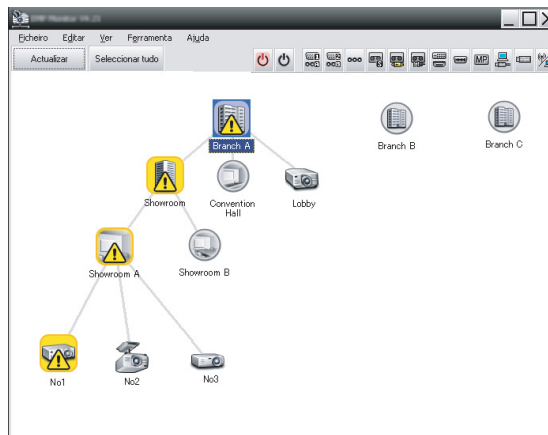 Ficheiro Editar Ver Ferramenta Ajuda
Actualizar Seleccionar tudo
MP
Branch A Branch B Branch C
Showroom Convention Hall Lobby
Showroom A Showroom B
No1 No2 No3